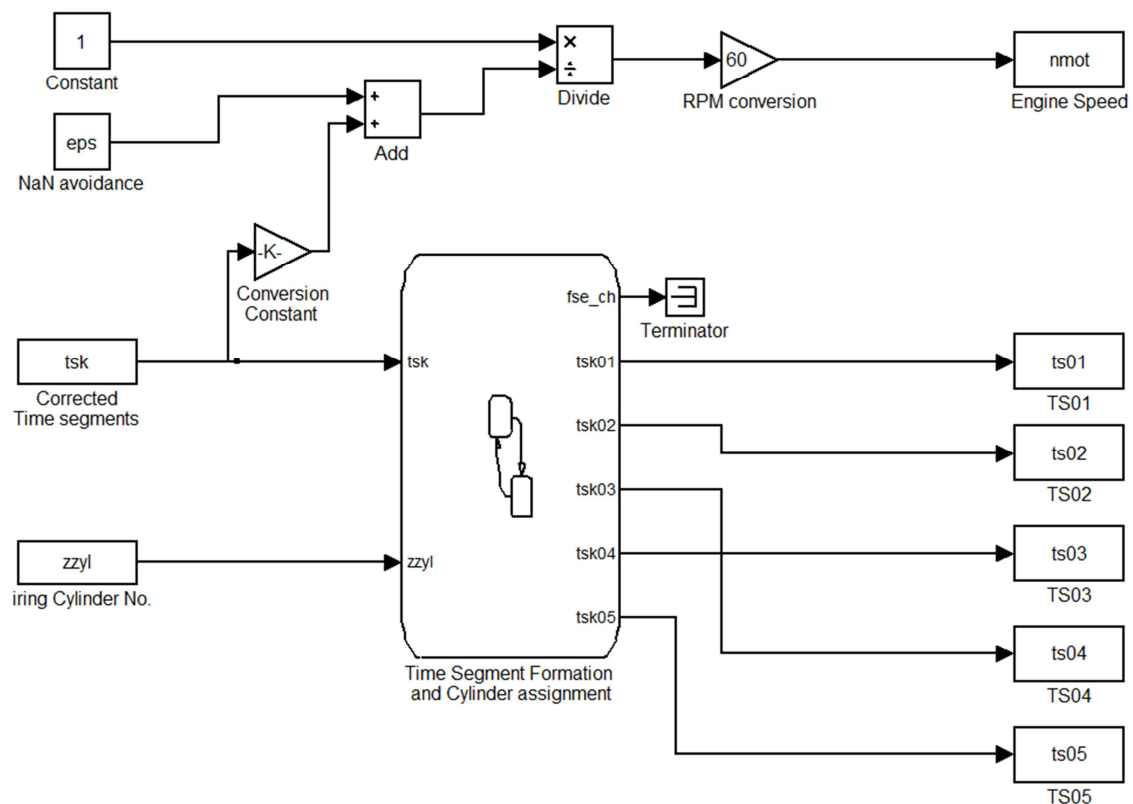 1
Constant
×
÷
Divide
60
RPM conversion
nmot
Engine Speed
eps
NaN avoidance
+
+
Add
-K-
Conversion
Constant
tsk
Corrected
Time segments
zzyl
iring Cylinder No.
tsk
zzyl
fse_ch
tsk01
tsk02
tsk03
tsk04
tsk05
Time Segment Formation
and Cylinder assignment
Terminator
ts01
TS01
ts02
TS02
ts03
TS03
ts04
TS04
ts05
TS05